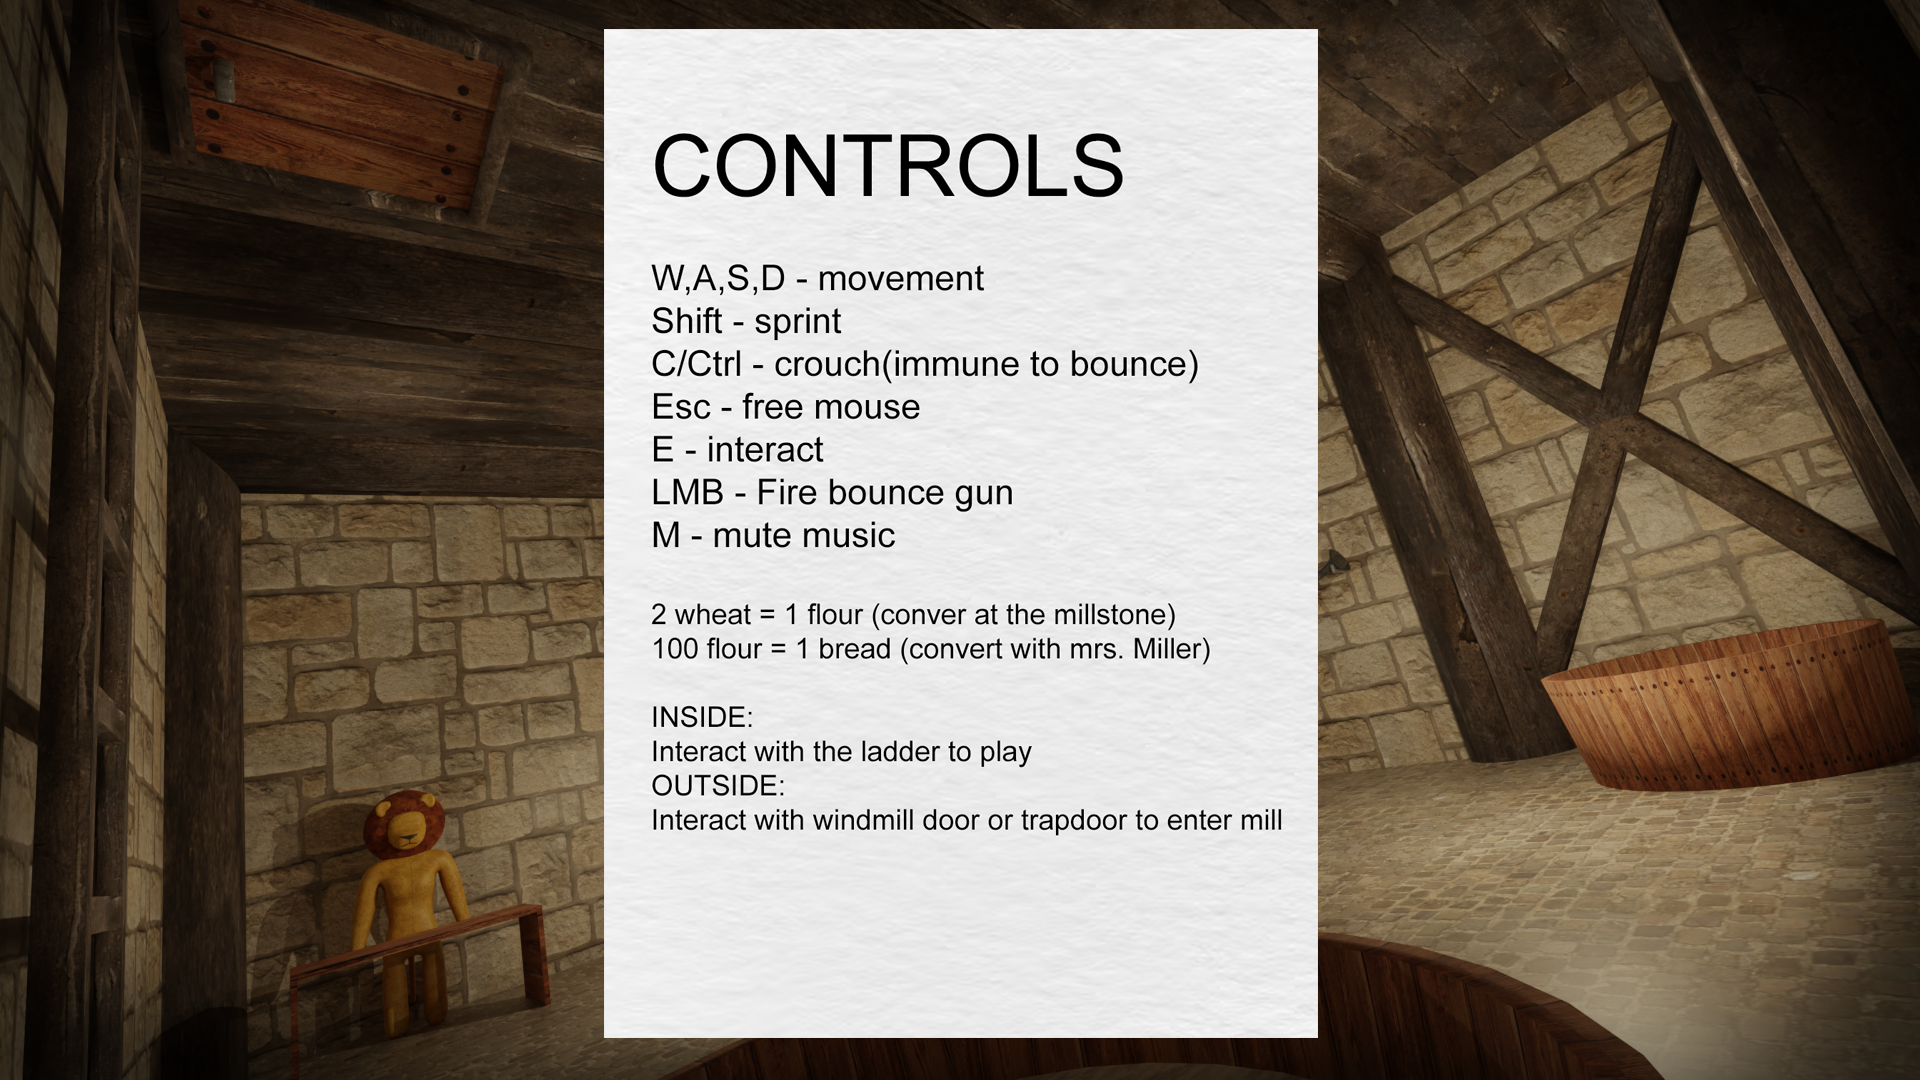 CONTROLS
W,A,S,D - movement
Shift - sprint
C/Ctrl - crouch(immune to bounce)
Esc - free mouse
E - interact
LMB - Fire bounce gun
M - mute music
2 wheat = 1 flour (conver at the millstone)
100 flour = 1 bread (convert with mrs. Miller)
INSIDE:
Interact with the ladder to play
OUTSIDE:
Interact with windmill door or trapdoor to enter mill